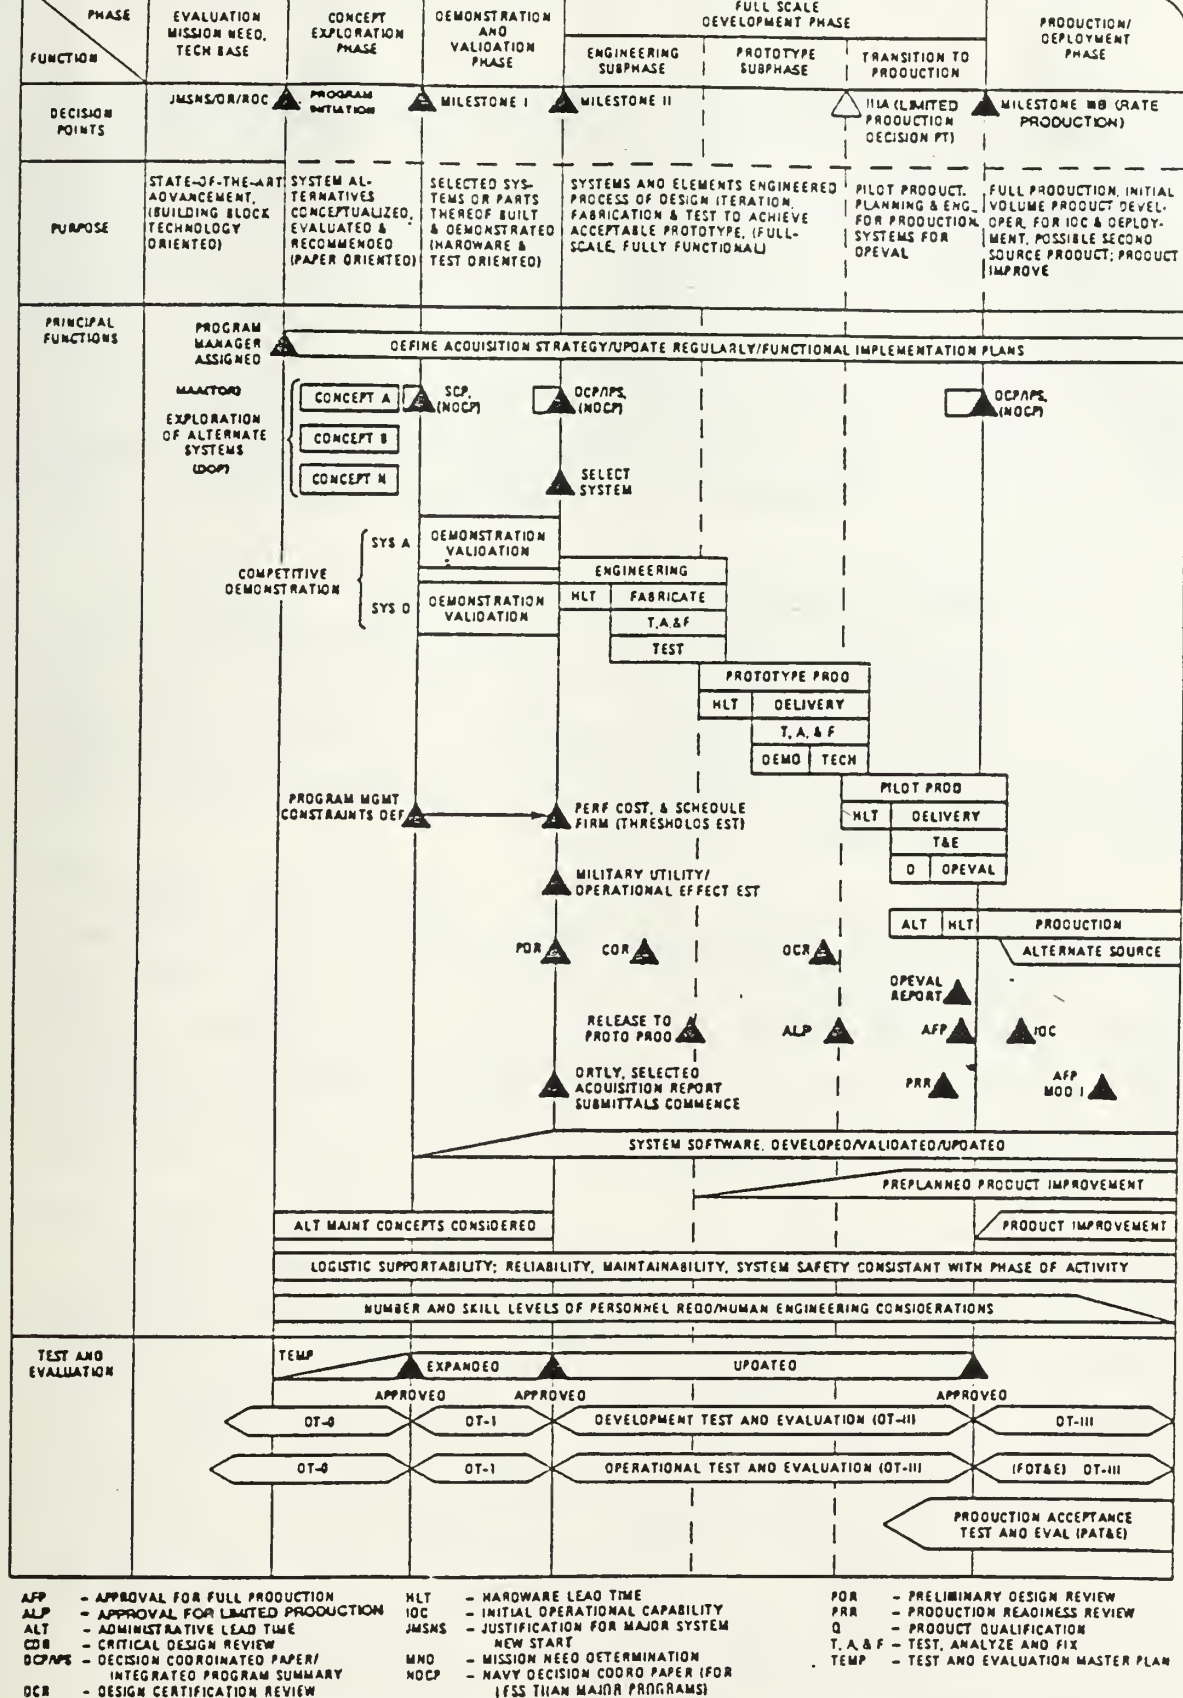 PHASE
FUNCTION
EVALUATION
MISSION NEED,
TECH BASE
CONCEPT
EXPLORATION
PHASE
DEMONSTRATION
AND
VALIDATION
PHASE
FULL SCALE
DEVELOPMENT PHASE
ENGINEERING
SUBPHASE
PROTOTYPE
SUBPHASE
TRANSITION TO
PRODUCTION
PRODUCTION/
DEPLOYMENT
PHASE
DECISION
POINTS
JMSNS/OR/ROC
PROGRAM
INITIATION
MILESTONE I
MILESTONE II
IIIA (LIMITED
PRODUCTION
DECISION PT)
MILESTONE IIIB (RATE
PRODUCTION)
PURPOSE
STATE-OF-THE-ART
ADVANCEMENT,
(BUILDING BLOCK
TECHNOLOGY
ORIENTED)
SYSTEM AL-
TERNATIVES
CONCEPTUALIZED,
EVALUATED &
RECOMMENDED
(PAPER ORIENTED)
SELECTED SYS-
TEMS OR PARTS
THEREOF BUILT
& DEMONSTRATED
(HARDWARE &
TEST ORIENTED)
SYSTEMS AND ELEMENTS ENGINEERED
PROCESS OF DESIGN ITERATION,
FABRICATION & TEST TO ACHIEVE
ACCEPTABLE PROTOTYPE, (FULL-
SCALE, FULLY FUNCTIONAL)
PILOT PRODUCT.
PLANNING & ENG.
FOR PRODUCTION
SYSTEMS FOR
OPEVAL
FULL PRODUCTION, INITIAL
VOLUME PRODUCT DEVEL-
OPER, FOR IOC & DEPLOY-
MENT, POSSIBLE SECOND
SOURCE PRODUCT; PRODUCT
IMPROVE
PRINCIPAL
FUNCTIONS
PROGRAM
MANAGER
ASSIGNED
DEFINE ACQUISITION STRATEGY/UPDATE REGULARLY/FUNCTIONAL IMPLEMENTATION PLANS
EXPLORATION
OF ALTERNATE
SYSTEMS
(DOP)
CONCEPT A
CONCEPT B
CONCEPT N
SCP,
(NDCP)
DCP/IPS,
(NDCP)
DCP/IPS,
(NDCP)
SELECT
SYSTEM
COMPETITIVE
DEMONSTRATION
SYS A
DEMONSTRATION
VALIDATION
SYS D
DEMONSTRATION
VALIDATION
ENGINEERING
HLT FABRICATE
T,A,&F
TEST
PROTOTYPE PROD
HLT DELIVERY
T, A, & F
DEMO TECH
PILOT PROD
HLT DELIVERY
T&E
Q OPEVAL
PROGRAM MGMT
CONSTRAINTS DEF
PERF COST, & SCHEDULE
FIRM (THRESHOLDS EST)
MILITARY UTILITY/
OPERATIONAL EFFECT EST
ALT HLT PRODUCTION
ALTERNATE SOURCE
PDR
CDR
DCR
OPEVAL
REPORT
RELEASE TO
PROTO PROD
ALP
AFP
IOC
QRTLY, SELECTED
ACQUISITION REPORT
SUBMITTALS COMMENCE
PRR
AFP
MOD I
SYSTEM SOFTWARE, DEVELOPED/VALIDATED/UPDATED
PREPLANNED PRODUCT IMPROVEMENT
ALT MAINT CONCEPTS CONSIDERED
PRODUCT IMPROVEMENT
LOGISTIC SUPPORTABILITY; RELIABILITY, MAINTAINABILITY, SYSTEM SAFETY CONSISTANT WITH PHASE OF ACTIVITY
NUMBER AND SKILL LEVELS OF PERSONNEL REQD/HUMAN ENGINEERING CONSIDERATIONS
TEST AND
EVALUATION
TEMP
EXPANDED
UPDATED
APPROVED
APPROVED
APPROVED
DT-0
DT-1
DEVELOPMENT TEST AND EVALUATION (DT-II)
DT-III
OT-0
OT-1
OPERATIONAL TEST AND EVALUATION (OT-II)
(FOT&E) OT-III
PRODUCTION ACCEPTANCE
TEST AND EVAL (PAT&E)
AFP - APPROVAL FOR FULL PRODUCTION
ALP - APPROVAL FOR LIMITED PRODUCTION
ALT - ADMINISTRATIVE LEAD TIME
CDR - CRITICAL DESIGN REVIEW
DCP/IPS - DECISION COORDINATED PAPER/
INTEGRATED PROGRAM SUMMARY
DCR - DESIGN CERTIFICATION REVIEW
HLT - HARDWARE LEAD TIME
IOC - INITIAL OPERATIONAL CAPABILITY
JMSNS - JUSTIFICATION FOR MAJOR SYSTEM
NEW START
MND - MISSION NEED DETERMINATION
NDCP - NAVY DECISION COORD PAPER (FOR
LESS THAN MAJOR PROGRAMS)
PDR - PRELIMINARY DESIGN REVIEW
PRR - PRODUCTION READINESS REVIEW
Q - PRODUCT QUALIFICATION
T, A, & F - TEST, ANALYZE AND FIX
TEMP - TEST AND EVALUATION MASTER PLAN